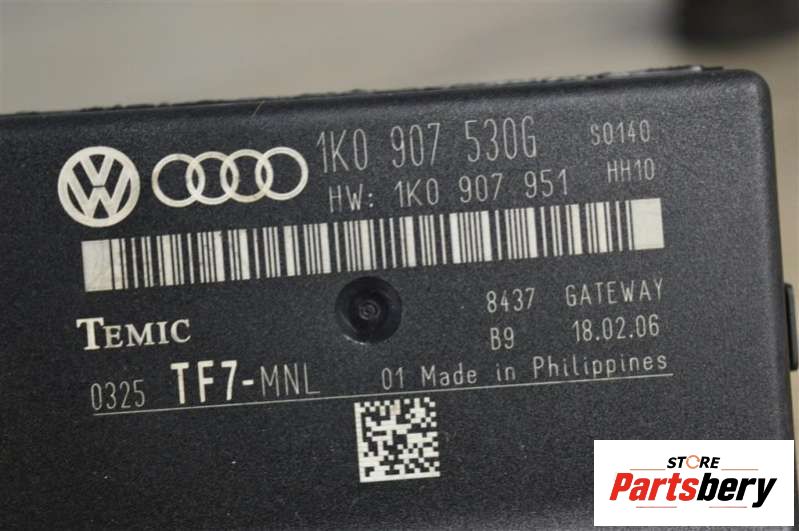 1K0 907 530G S0140
HW: 1K0 907 951 HH10
8437 GATEWAY
TEMIC B9 18.02.06
0325 TF7-MNL 01 Made in Philippines
STORE
Partsbery